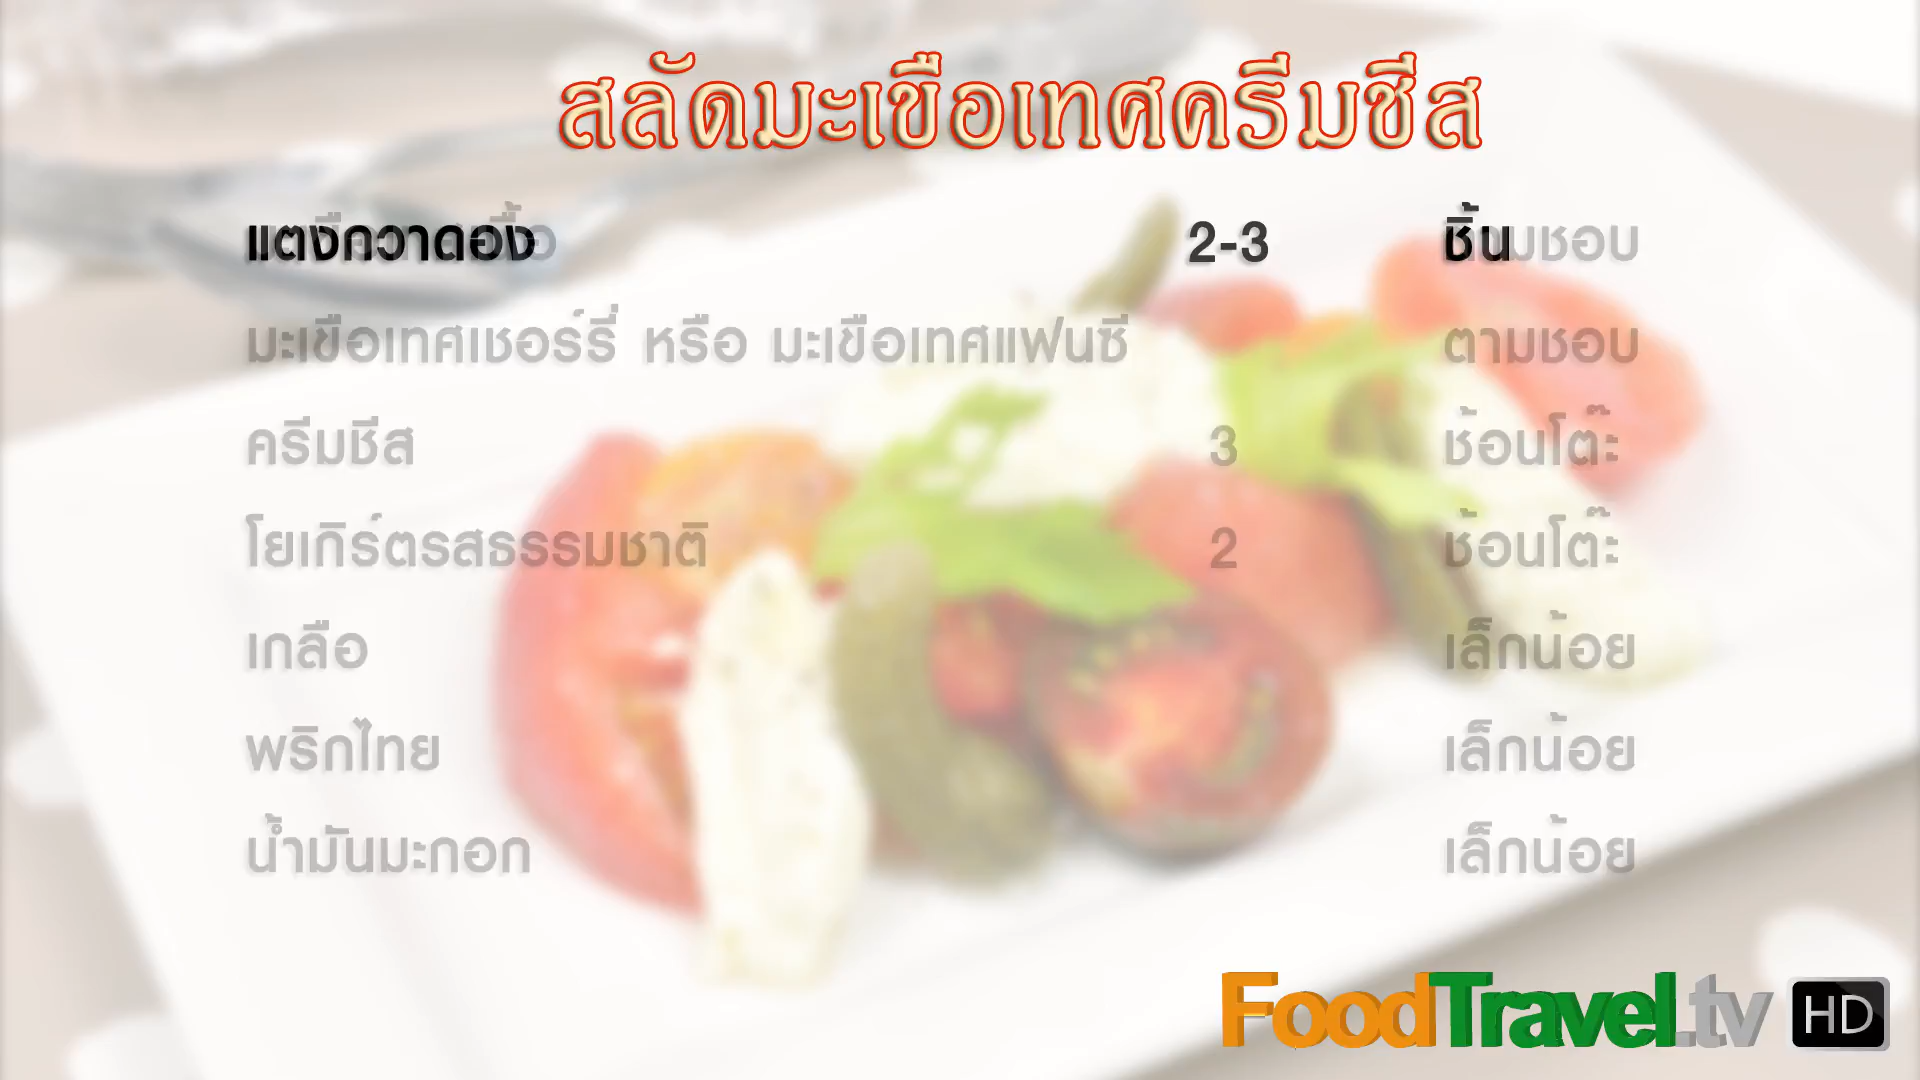 สลัดมะเขือเทศครีมชีส
แตงกวาดอง 2-3 ชิ้น
ตามชอบ
มะเขือเทศเชอร์รี่ หรือ มะเขือเทศแฟนซี ตามชอบ
ครีมชีส 3 ช้อนโต๊ะ
โยเกิร์ตรสธรรมชาติ 2 ช้อนโต๊ะ
เกลือ เล็กน้อย
พริกไทย เล็กน้อย
น้ำมันมะกอก เล็กน้อย
FoodTravel.tv HD